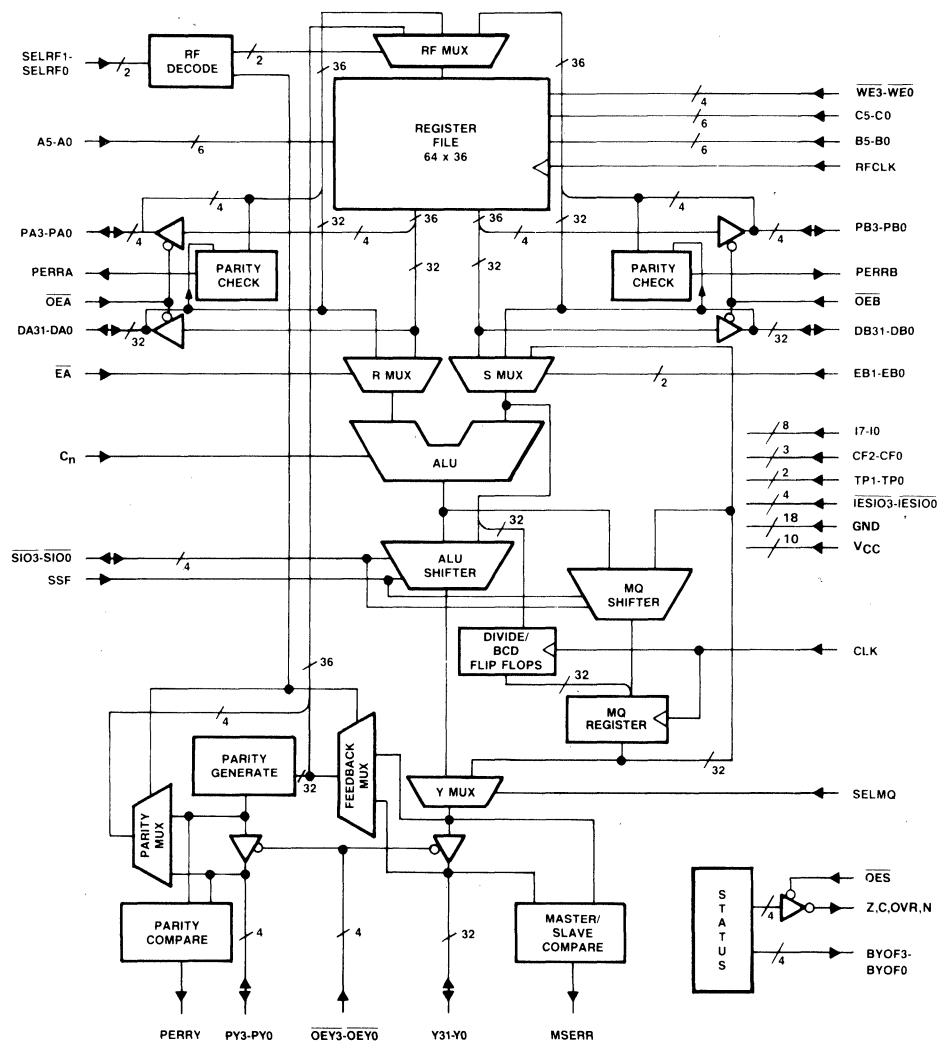 SELRF1-
SELRF0
2
RF
DECODE
2
RF MUX
36
36
REGISTER
FILE
64 x 36
WE3-WE0
4
C5-C0
6
B5-B0
6
RFCLK
A5-A0
6
4
4
36
36
32
32
PA3-PA0
4
4
4
PB3-PB0
4
PERRA
PARITY
CHECK
32
32
PARITY
CHECK
PERRB
OEA
OEB
DA31-DA0
32
DB31-DB0
32
EA
R MUX
S MUX
2
EB1-EB0
Cn
ALU
8
I7-I0
3
CF2-CF0
2
TP1-TP0
4
IESIO3-IESIO0
18
GND
10
VCC
32
SIO3-SIO0
4
SSF
ALU
SHIFTER
MQ
SHIFTER
DIVIDE/
BCD
FLIP FLOPS
CLK
36
32
4
MQ
REGISTER
32
PARITY
GENERATE
32
FEEDBACK
MUX
Y MUX
SELMQ
PARITY
MUX
PARITY
COMPARE
4
4
32
MASTER/
SLAVE
COMPARE
STATUS
OES
4
Z,C,OVR,N
4
BYOF3-
BYOF0
PERRY
PY3-PY0
OEY3-OEY0
Y31-Y0
MSERR